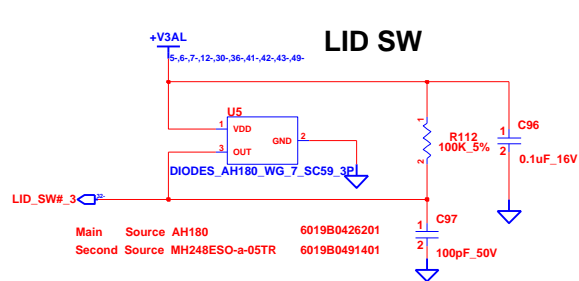 LID SW
+V3AL
5-,6-,7-,12-,30-,36-,41-,42-,43-,49-
U5
1 VDD
GND 2
3 OUT
DIODES_AH180_WG_7_SC59_3P
1
R112
100K_5%
2
C96
1
2
0.1uF_16V
LID_SW#_3 32-
C97
1
2
100pF_50V
Main Source AH180 6019B0426201
Second Source MH248ESO-a-05TR 6019B0491401